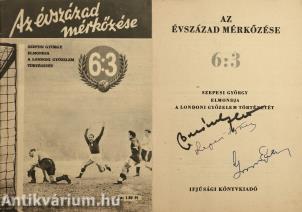 Az évszázad
mérkőzése
SZEPESI GYÖRGY
ELMONDJA
A LONDONI GYŐZELEM
TÖRTÉNETÉT
6:3
AZ
ÉVSZÁZAD MÉRKŐZÉSE
6:3
SZEPESI GYÖRGY
ELMONDJA
A LONDONI GYŐZELEM TÖRTÉNETÉT
IFJÚSÁGI KÖNYVKIADÓ
Antikvárium.hu